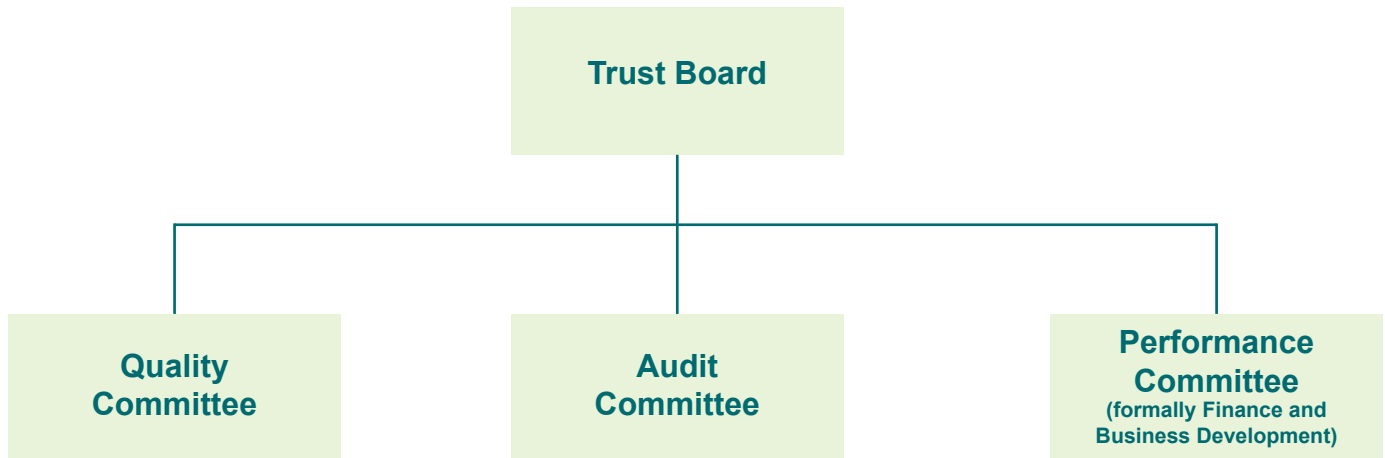 Trust Board
Quality
Committee
Audit
Committee
Performance
Committee
(formally Finance and
Business Development)